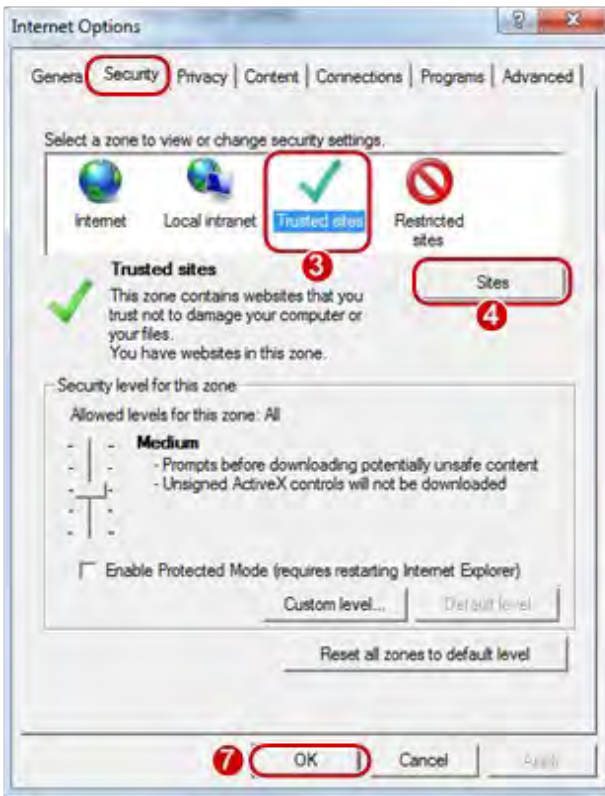 Internet Options
General Security Privacy Content Connections Programs Advanced
Select a zone to view or change security settings.
Internet Local intranet Trusted sites Restricted
sites
3
Trusted sites
Sites
4
This zone contains websites that you
trust not to damage your computer or
your files.
You have websites in this zone.
Security level for this zone
Allowed levels for this zone: All
Medium
- Prompts before downloading potentially unsafe content
- Unsigned ActiveX controls will not be downloaded
Enable Protected Mode (requires restarting Internet Explorer)
Custom level... Default level
Reset all zones to default level
7 OK Cancel Apply